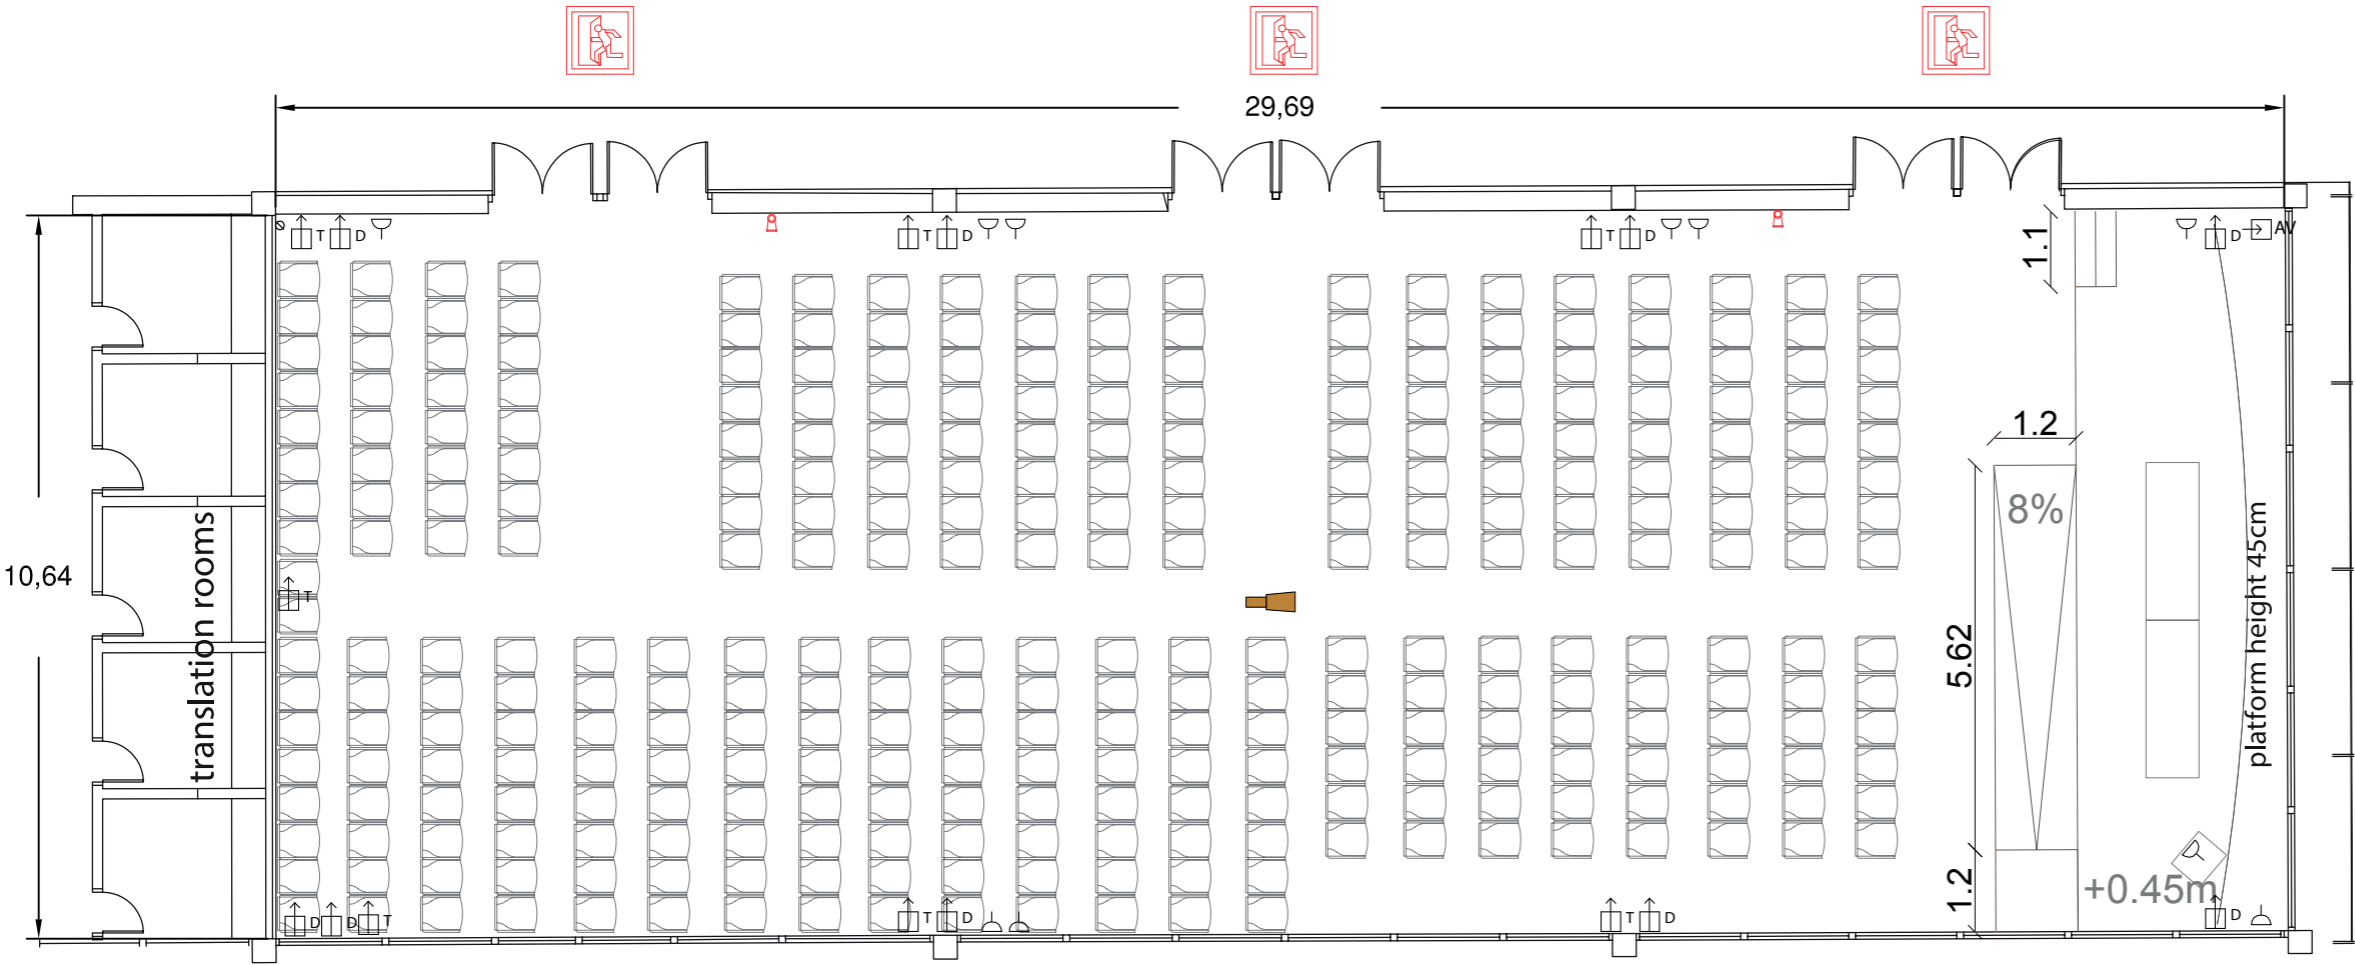 29,69
T
D
T
D
T
D
D
AV
1.1
1.2
8%
10,64
translation rooms
T
5.62
platform height 45cm
1.2
+0.45m
D
D
T
T
D
T
D
D